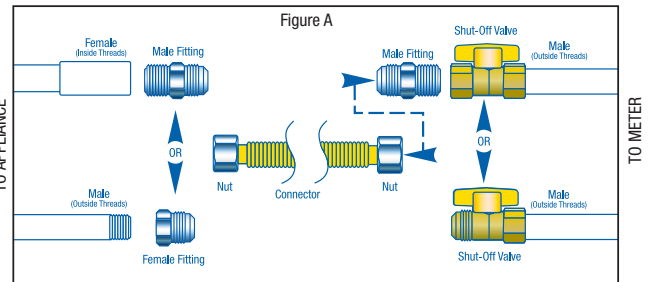 Figure A
Shut-Off Valve
Female
(Inside Threads)
Male Fitting
Male Fitting
Male
(Outside Threads)
TO APPLIANCE
TO METER
OR
OR
Nut
Connector
Nut
Male
(Outside Threads)
Male
(Outside Threads)
Female Fitting
Shut-Off Valve